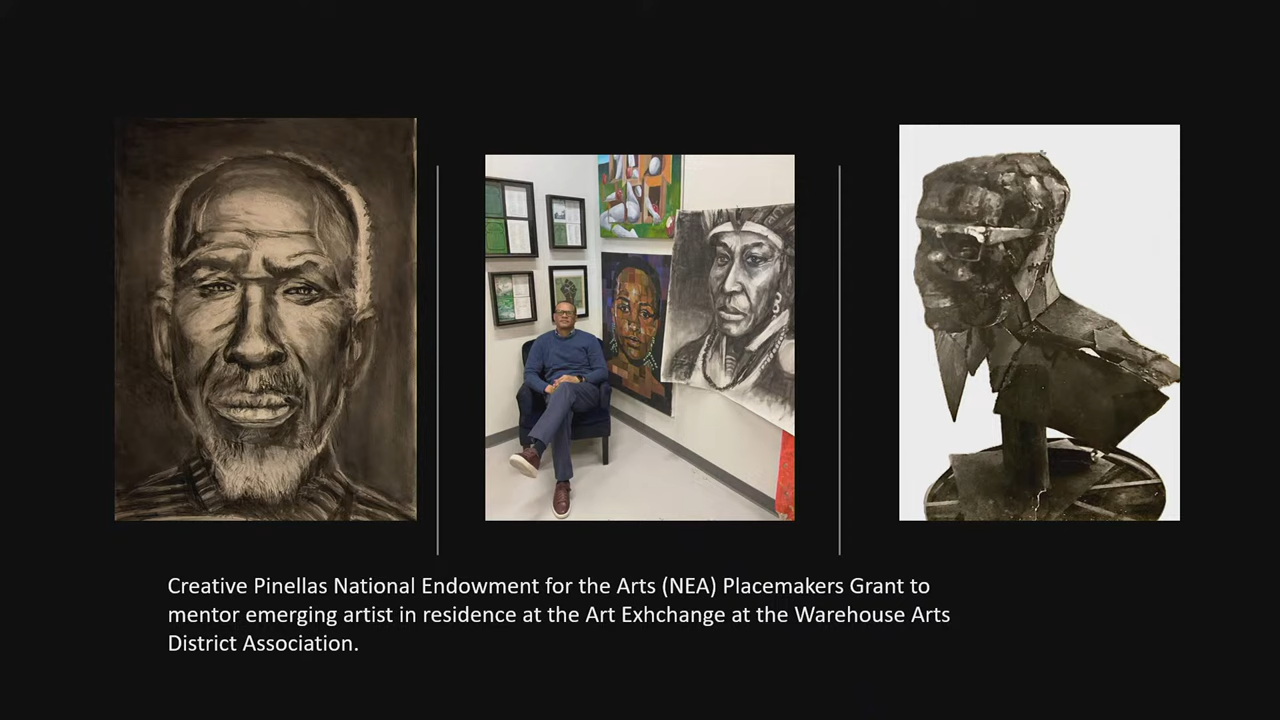 Creative Pinellas National Endowment for the Arts (NEA) Placemakers Grant to
mentor emerging artist in residence at the Art Exhchange at the Warehouse Arts
District Association.